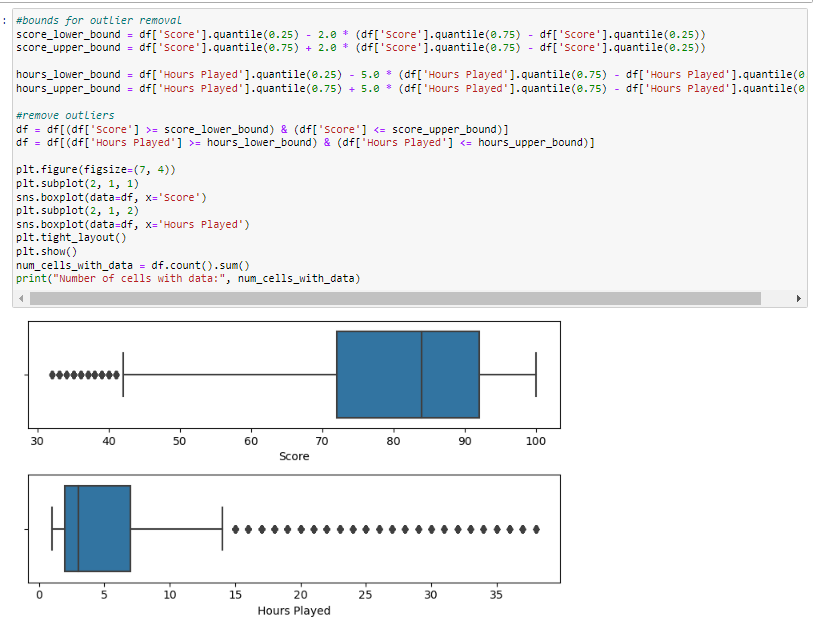 :
#bounds for outlier removal
score_lower_bound = df['Score'].quantile(0.25) - 2.0 * (df['Score'].quantile(0.75) - df['Score'].quantile(0.25))
score_upper_bound = df['Score'].quantile(0.75) + 2.0 * (df['Score'].quantile(0.75) - df['Score'].quantile(0.25))
hours_lower_bound = df['Hours Played'].quantile(0.25) - 5.0 * (df['Hours Played'].quantile(0.75) - df['Hours Played'].quantile(0
hours_upper_bound = df['Hours Played'].quantile(0.75) + 5.0 * (df['Hours Played'].quantile(0.75) - df['Hours Played'].quantile(0
#remove outliers
df = df[(df['Score'] >= score_lower_bound) & (df['Score'] <= score_upper_bound)]
df = df[(df['Hours Played'] >= hours_lower_bound) & (df['Hours Played'] <= hours_upper_bound)]
plt.figure(figsize=(7, 4))
plt.subplot(2, 1, 1)
sns.boxplot(data=df, x='Score')
plt.subplot(2, 1, 2)
sns.boxplot(data=df, x='Hours Played')
plt.tight_layout()
plt.show()
num_cells_with_data = df.count().sum()
print("Number of cells with data:", num_cells_with_data)
30 40 50 60 70 80 90 100
Score
0 5 10 15 20 25 30 35
Hours Played